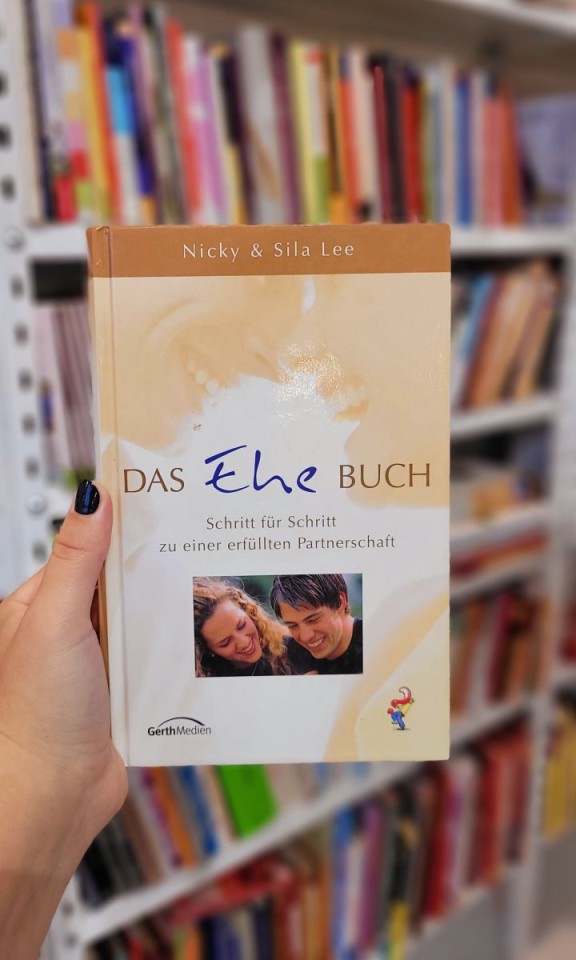 Nicky & Sila Lee
DAS Ehe BUCH
Schritt für Schritt
zu einer erfüllten Partnerschaft
GerthMedien